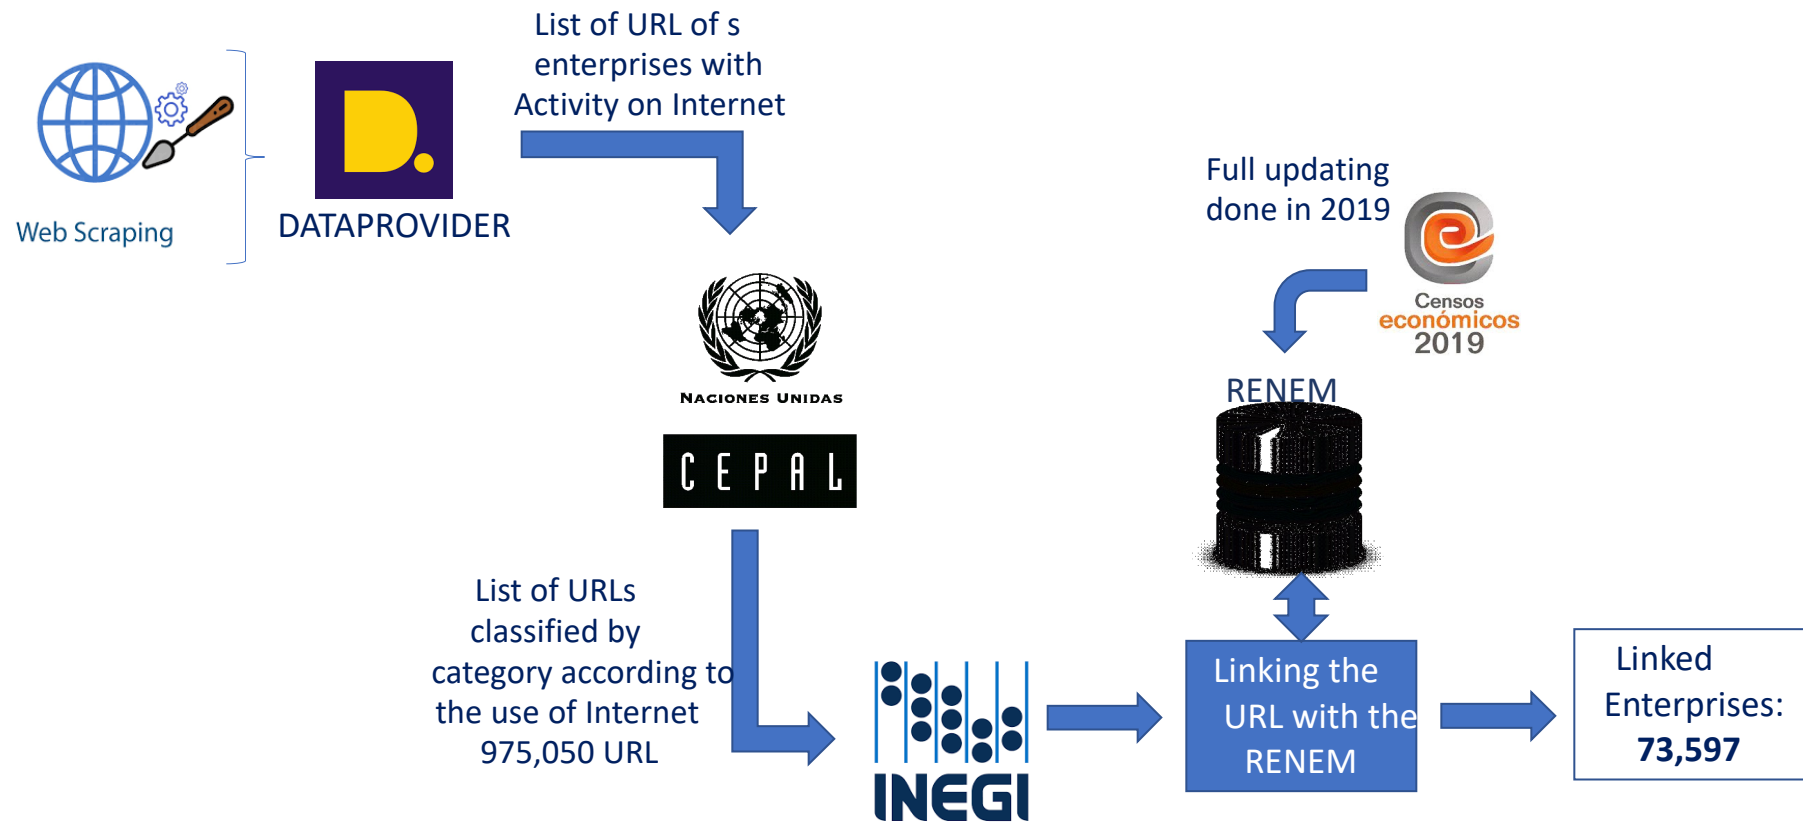 List of URL of s
enterprises with
Activity on Internet
Web Scraping
D.
DATAPROVIDER
Full updating
done in 2019
Censos
económicos
2019
NACIONES UNIDAS
CEPAL
RENEM
List of URLs
classified by
category according to
the use of Internet
975,050 URL
INEGI
Linking the
URL with the
RENEM
Linked
Enterprises:
73,597